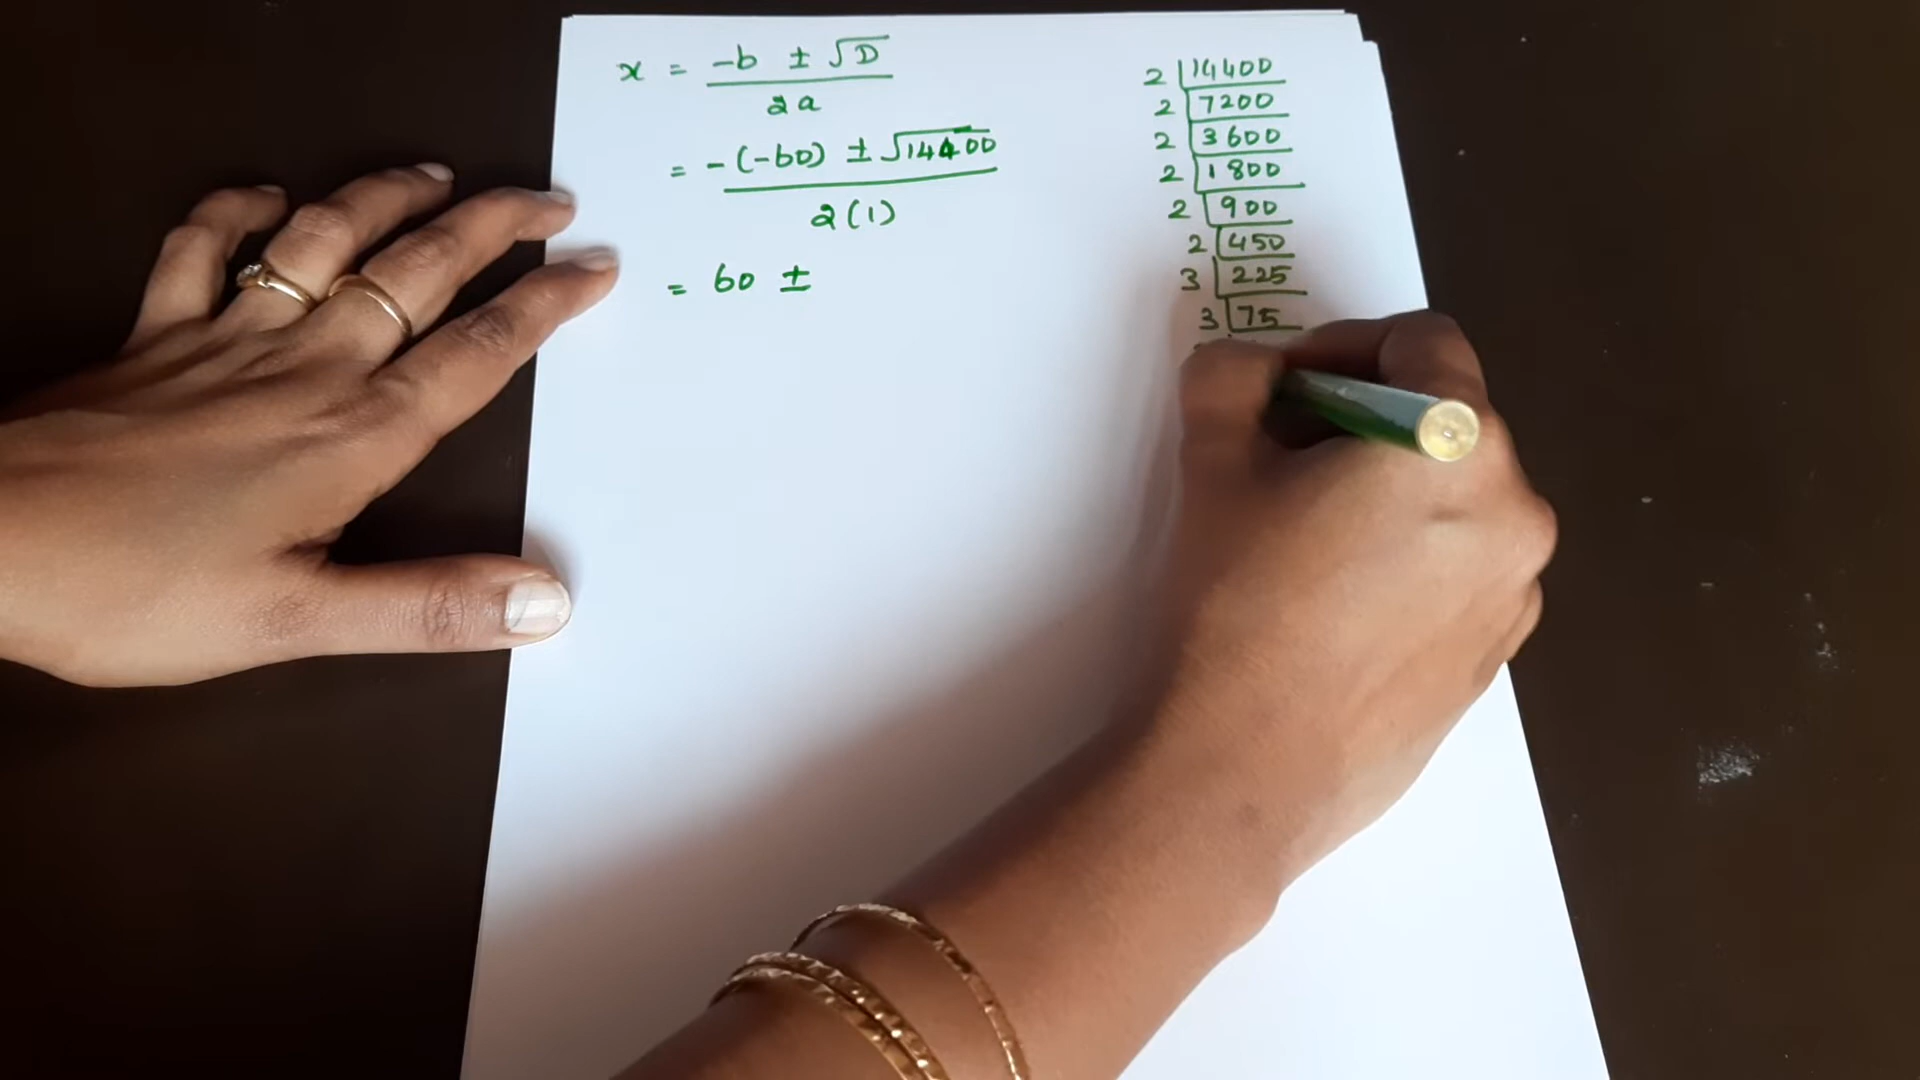 x = -b ± √D
2a
= -(-60) ± √14400
2(1)
= 60 ±
2 14400
2 7200
2 3600
2 1800
2 900
2 450
3 225
3 75